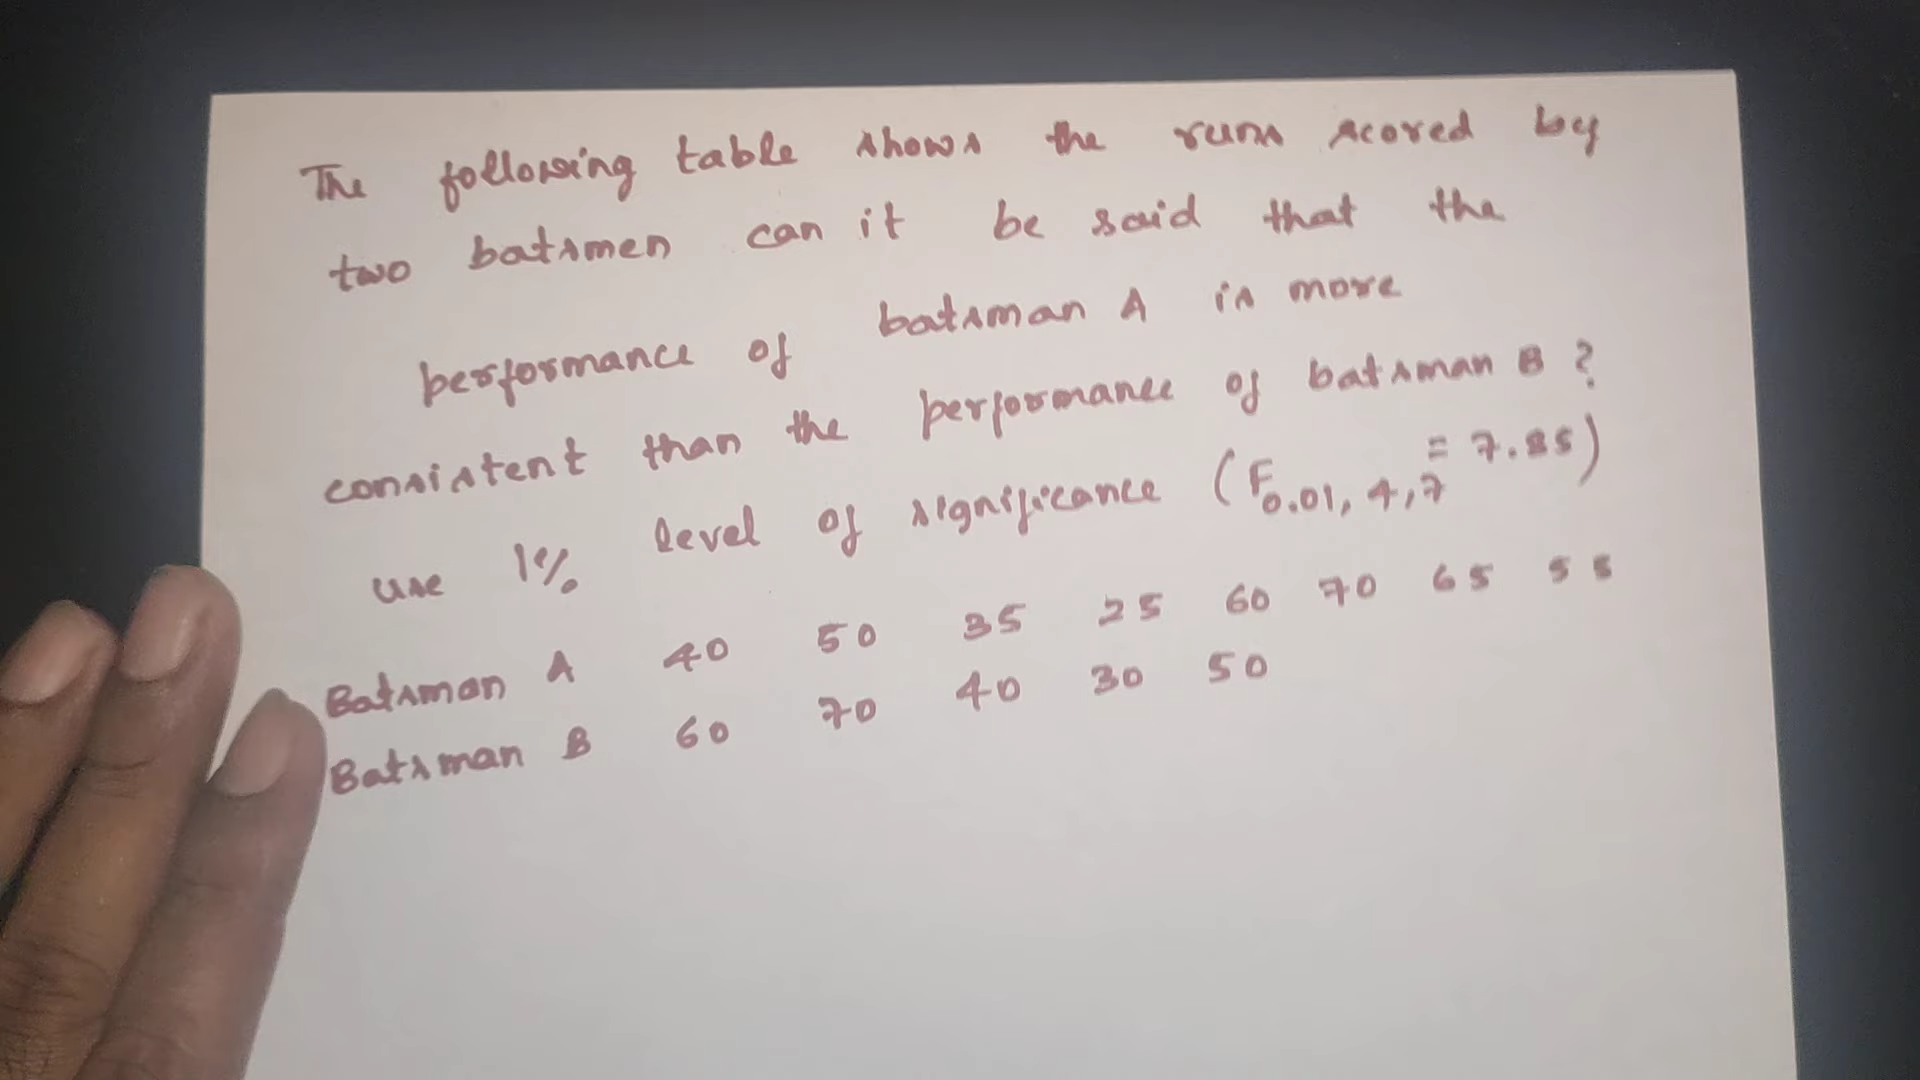 The following table shows the runs scored by
two batsmen can it be said that the
performance of batsman A is more
consistent than the performance of batsman B?
use 1% level of significance (F0.01, 4,7 = 7.85)
Batsman A 40 50 35 25 60 70 65 55
Batsman B 60 70 40 30 50